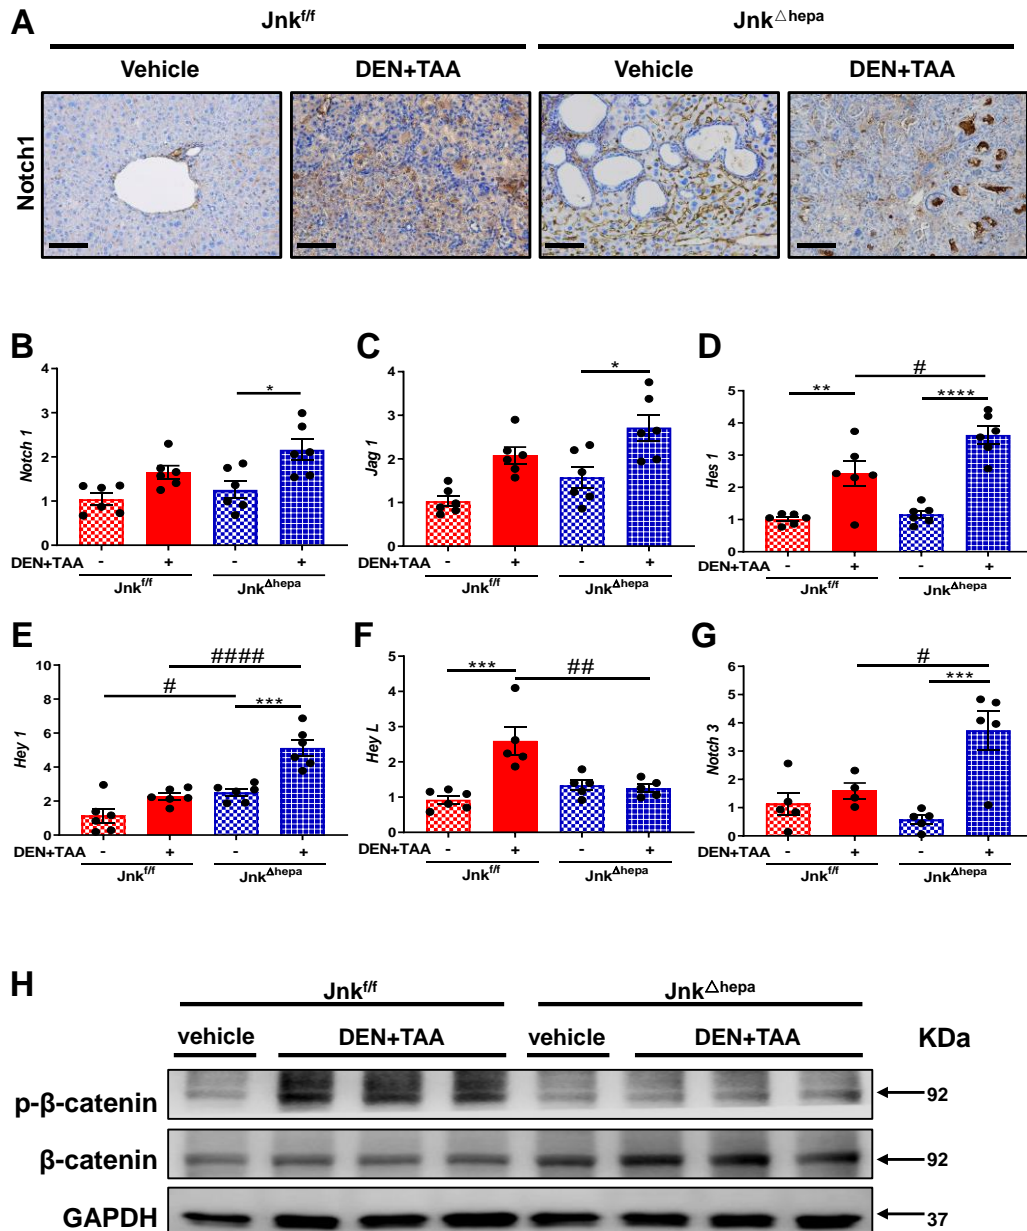 A
Jnkf/f
Jnk△hepa
Vehicle
DEN+TAA
Vehicle
DEN+TAA
Notch1
B
Notch 1
4
3
2
1
0
*
DEN+TAA
- + - +
Jnkf/f
JnkΔhepa
C
Jag 1
4
3
2
1
0
*
DEN+TAA
- + - +
Jnkf/f
JnkΔhepa
D
Hes 1
5
4
3
2
1
0
#
** ****
DEN+TAA
- + - +
Jnkf/f
JnkΔhepa
E
Hey 1
10
8
6
4
2
0
####
#
***
DEN+TAA
- + - +
Jnkf/f
JnkΔhepa
F
Hey L
5
4
3
2
1
0
*** ##
DEN+TAA
- + - +
Jnkf/f
JnkΔhepa
G
Notch 3
6
5
4
3
2
1
0
#
***
DEN+TAA
- + - +
Jnkf/f
JnkΔhepa
H
Jnkf/f
Jnk△hepa
vehicle
DEN+TAA
vehicle
DEN+TAA
KDa
p-β-catenin
92
β-catenin
92
GAPDH
37